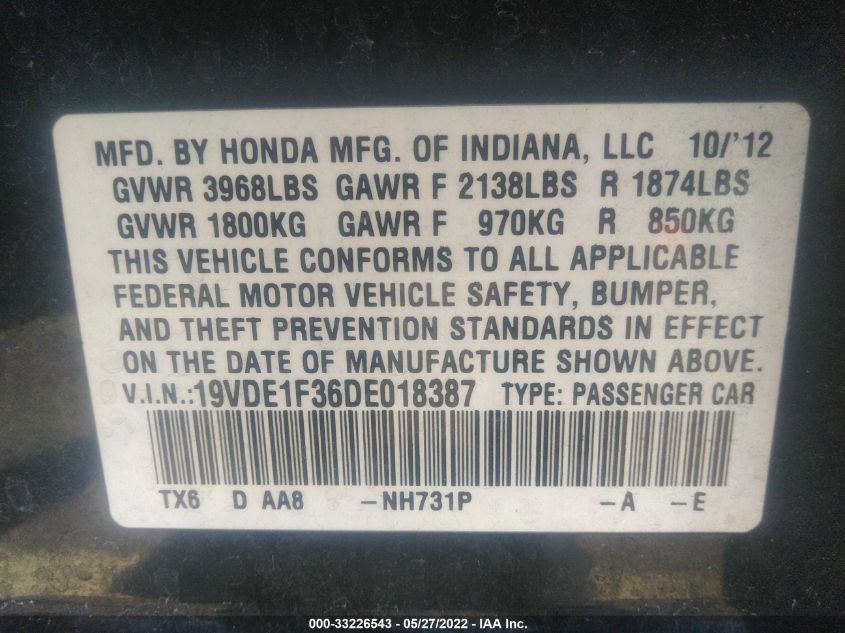 MFD. BY HONDA MFG. OF INDIANA, LLC 10/'12
GVWR 3968LBS GAWR F 2138LBS R 1874LBS
GVWR 1800KG GAWR F 970KG R 850KG
THIS VEHICLE CONFORMS TO ALL APPLICABLE
FEDERAL MOTOR VEHICLE SAFETY, BUMPER,
AND THEFT PREVENTION STANDARDS IN EFFECT
ON THE DATE OF MANUFACTURE SHOWN ABOVE.
V.I.N.:19VDE1F36DE018387 TYPE: PASSENGER CAR
TX6 D AA8 -NH731P -A -E
000-33226543 - 05/27/2022 - IAA Inc.